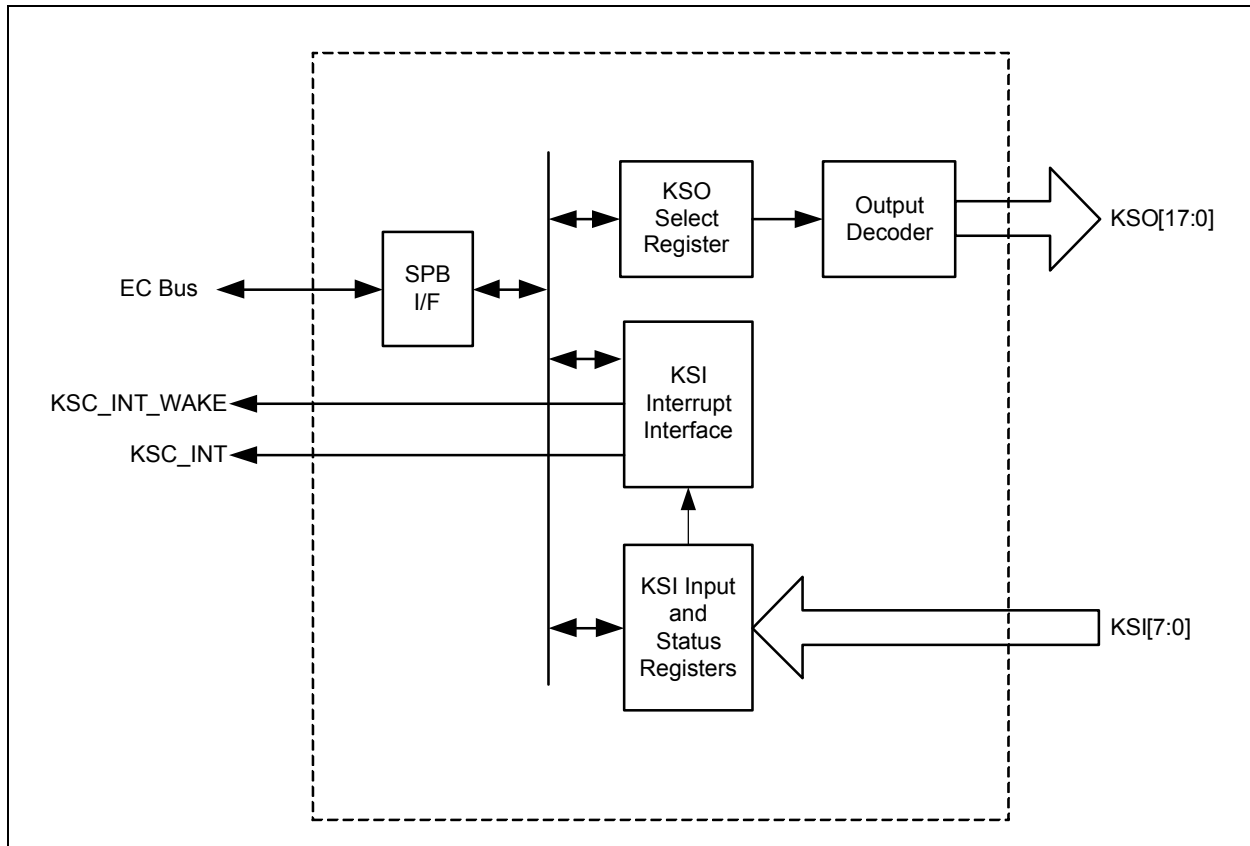 KSO
Select
Register
Output
Decoder
KSO[17:0]
EC Bus
SPB
I/F
KSI
Interrupt
Interface
KSC_INT_WAKE
KSC_INT
KSI Input
and
Status
Registers
KSI[7:0]